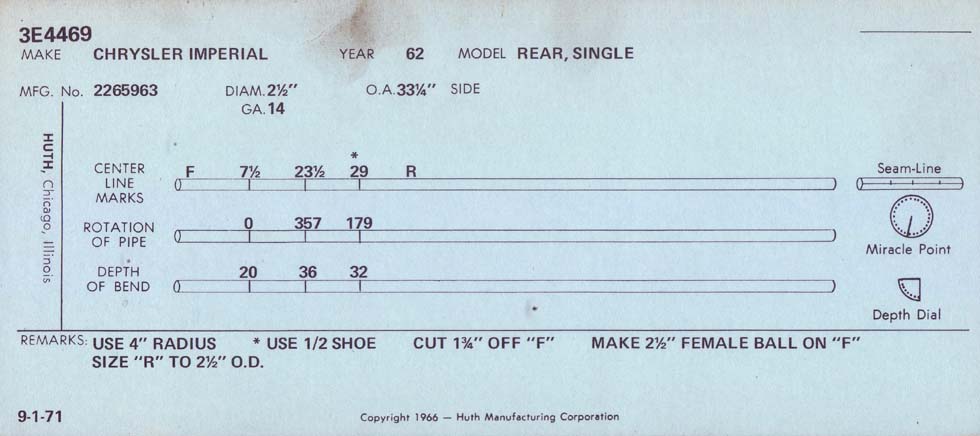 3E4469
MAKE CHRYSLER IMPERIAL YEAR 62 MODEL REAR, SINGLE
MFG. No. 2265963 DIAM. 2½″ O.A. 33¼″ SIDE
GA. 14
HUTH, Chicago, Illinois
*
CENTER LINE MARKS F 7½ 23½ 29 R
ROTATION OF PIPE 0 357 179
DEPTH OF BEND 20 36 32
Seam-Line
Miracle Point
Depth Dial
REMARKS: USE 4″ RADIUS * USE 1/2 SHOE CUT 1¾″ OFF "F" MAKE 2½″ FEMALE BALL ON "F"
SIZE "R" TO 2½″ O.D.
9-1-71
Copyright 1966 — Huth Manufacturing Corporation